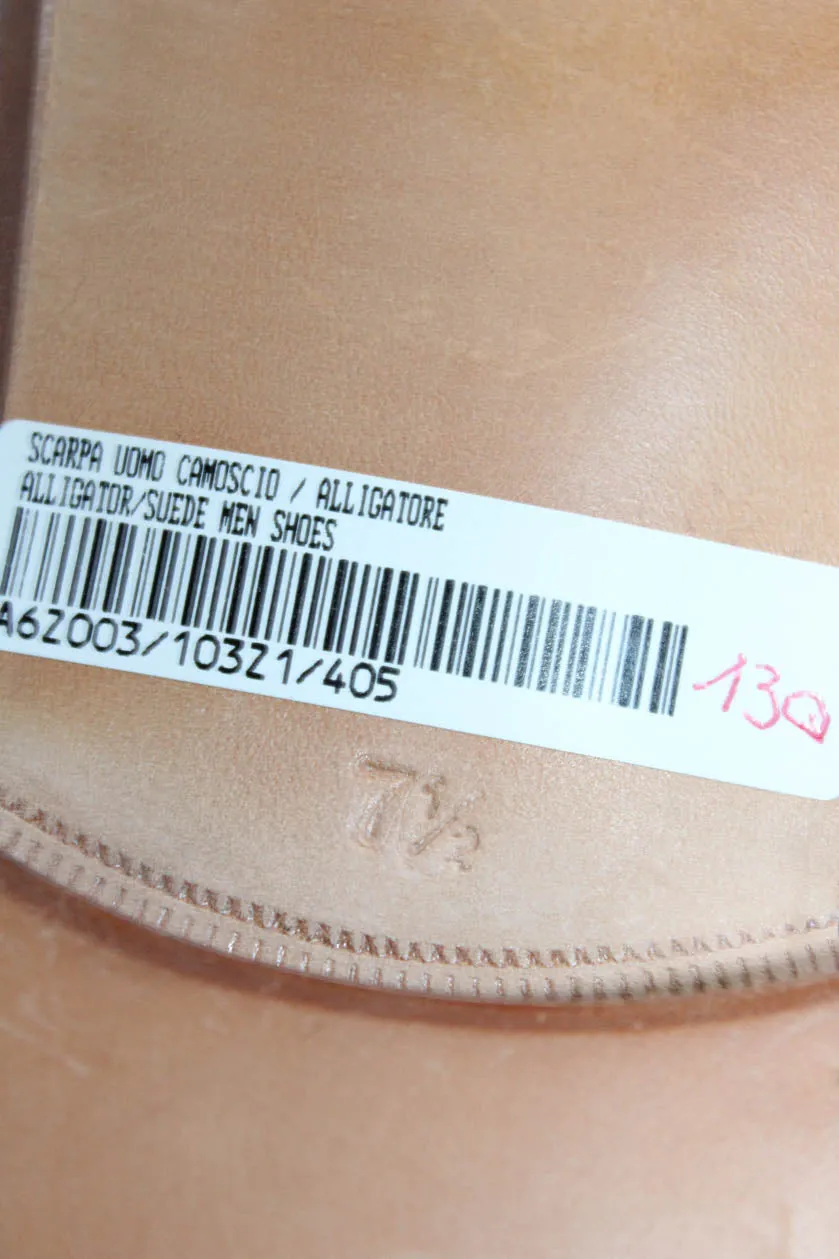 SCARPA UOMO CAMOSCIO / ALLIGATORE
ALLIGATOR/SUEDE MEN SHOES
A6Z003/103Z1/405
130
7½